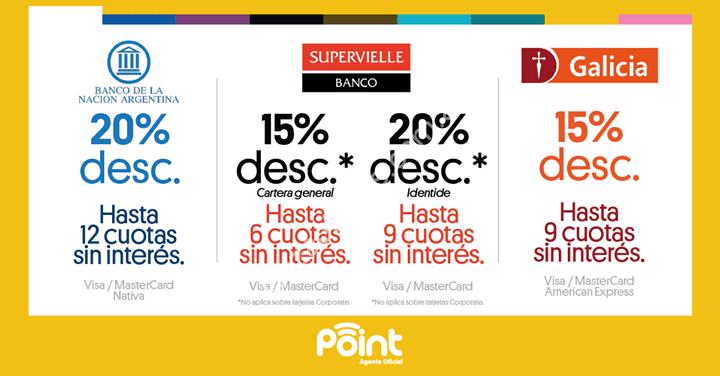 BANCO DE LA
NACION ARGENTINA
20%
desc.
Hasta
12 cuotas
sin interés.
Visa / MasterCard
Nativa
SUPERVIELLE
BANCO
15%
desc.*
Cartera general
Hasta
6 cuotas
sin interés.
Visa / MasterCard
*No aplica sobre tarjetas Corporate.
20%
desc.*
Identide
Hasta
9 cuotas
sin interés.
Visa / MasterCard
*No aplica sobre tarjetas Corporate.
Galicia
15%
desc.
Hasta
9 cuotas
sin interés.
Visa / MasterCard
American Express
Point
Agente Oficial